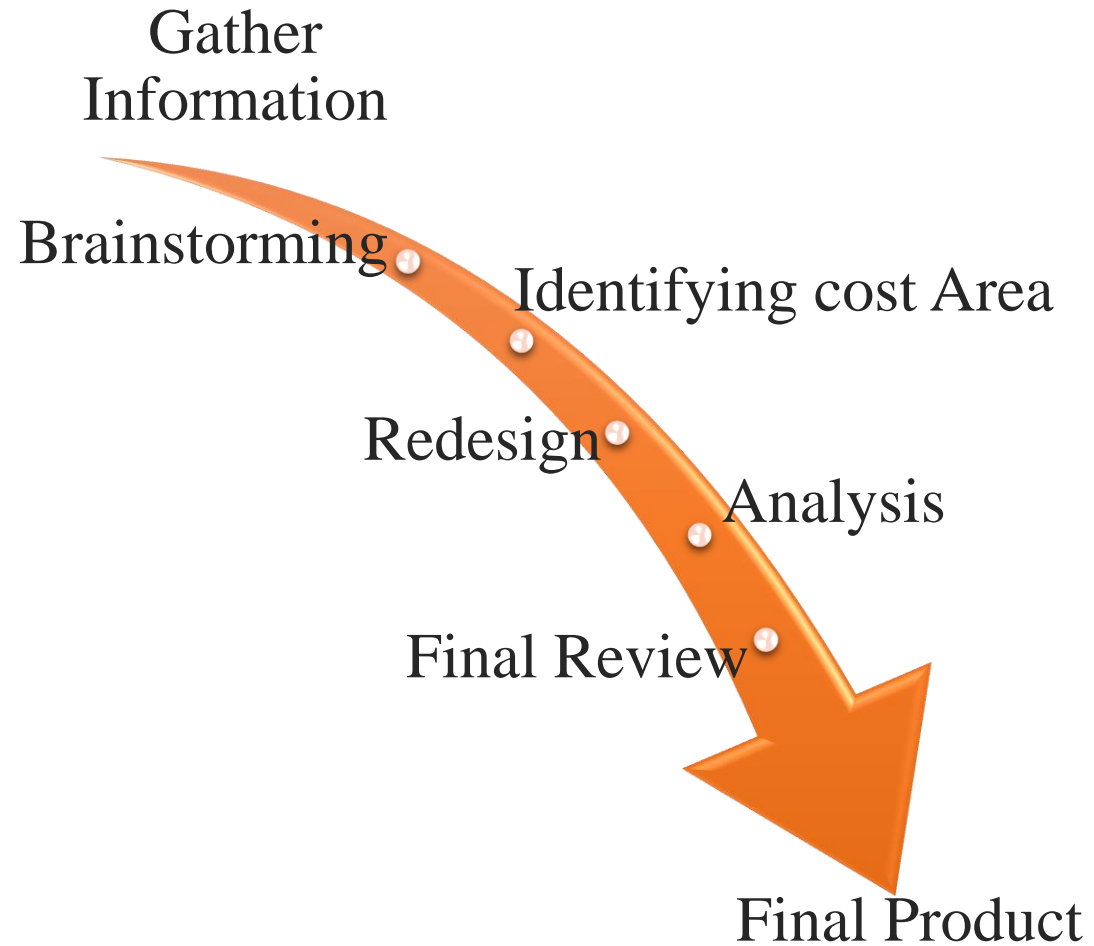 Gather
Information
Brainstorming
Identifying cost Area
Redesign
Analysis
Final Review
Final Product